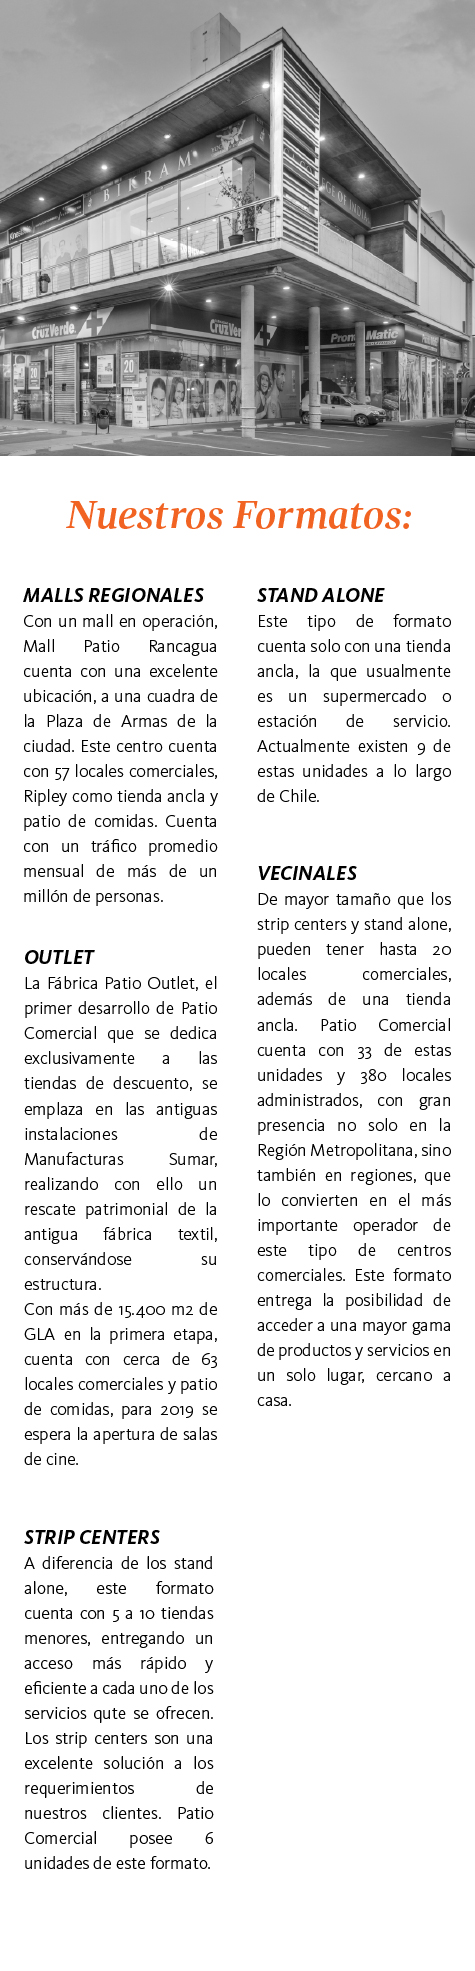 BIKRAM
GE OF INDIA
CruzVerde
CruzVer
20
20
Pronto Matic
Nuestros Formatos:
MALLS REGIONALES
Con un mall en operación,
Mall Patio Rancagua
cuenta con una excelente
ubicación, a una cuadra de
la Plaza de Armas de la
ciudad. Este centro cuenta
con 57 locales comerciales,
Ripley como tienda ancla y
patio de comidas. Cuenta
con un tráfico promedio
mensual de más de un
millón de personas.
OUTLET
La Fábrica Patio Outlet, el
primer desarrollo de Patio
Comercial que se dedica
exclusivamente a las
tiendas de descuento, se
emplaza en las antiguas
instalaciones de
Manufacturas Sumar,
realizando con ello un
rescate patrimonial de la
antigua fábrica textil,
conservándose su
estructura.
Con más de 15.400 m2 de
GLA en la primera etapa,
cuenta con cerca de 63
locales comerciales y patio
de comidas, para 2019 se
espera la apertura de salas
de cine.
STRIP CENTERS
A diferencia de los stand
alone, este formato
cuenta con 5 a 10 tiendas
menores, entregando un
acceso más rápido y
eficiente a cada uno de los
servicios qute se ofrecen.
Los strip centers son una
excelente solución a los
requerimientos de
nuestros clientes. Patio
Comercial posee 6
unidades de este formato.
STAND ALONE
Este tipo de formato
cuenta solo con una tienda
ancla, la que usualmente
es un supermercado o
estación de servicio.
Actualmente existen 9 de
estas unidades a lo largo
de Chile.
VECINALES
De mayor tamaño que los
strip centers y stand alone,
pueden tener hasta 20
locales comerciales,
además de una tienda
ancla. Patio Comercial
cuenta con 33 de estas
unidades y 380 locales
administrados, con gran
presencia no solo en la
Región Metropolitana, sino
también en regiones, que
lo convierten en el más
importante operador de
este tipo de centros
comerciales. Este formato
entrega la posibilidad de
acceder a una mayor gama
de productos y servicios en
un solo lugar, cercano a
casa.